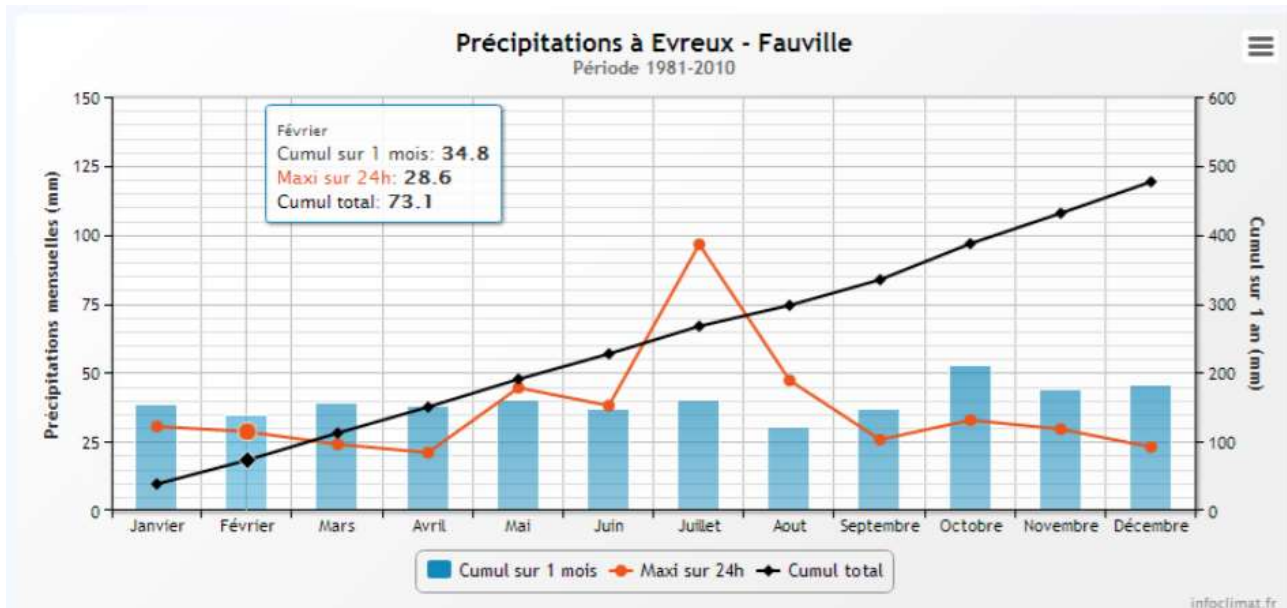 Précipitations à Evreux - Fauville
Période 1981-2010
Précipitations mensuelles (mm)
150
125
100
75
50
25
0
Février
Cumul sur 1 mois: 34.8
Maxi sur 24h: 28.6
Cumul total: 73.1
600
500
400
300
200
100
0
Cumul sur 1 an (mm)
Janvier Février Mars Avril Mai Juin Juillet Aout Septembre Octobre Novembre Décembre
Cumul sur 1 mois Maxi sur 24h Cumul total
infoclimat.fr